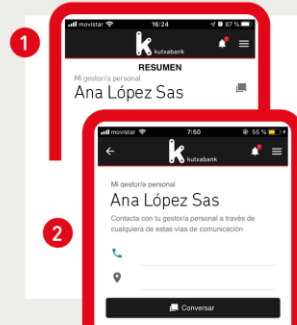 1
movistar 16:24 87 %
k
kutxabank
RESUMEN
Mi gestor/a personal
Ana López Sas
2
movistar 7:50 55 %
k
kutxabank
Mi gestor/a personal
Ana López Sas
Contacta con tu gestor/a personal a través de
cualquiera de estas vías de comunicación
Conversar